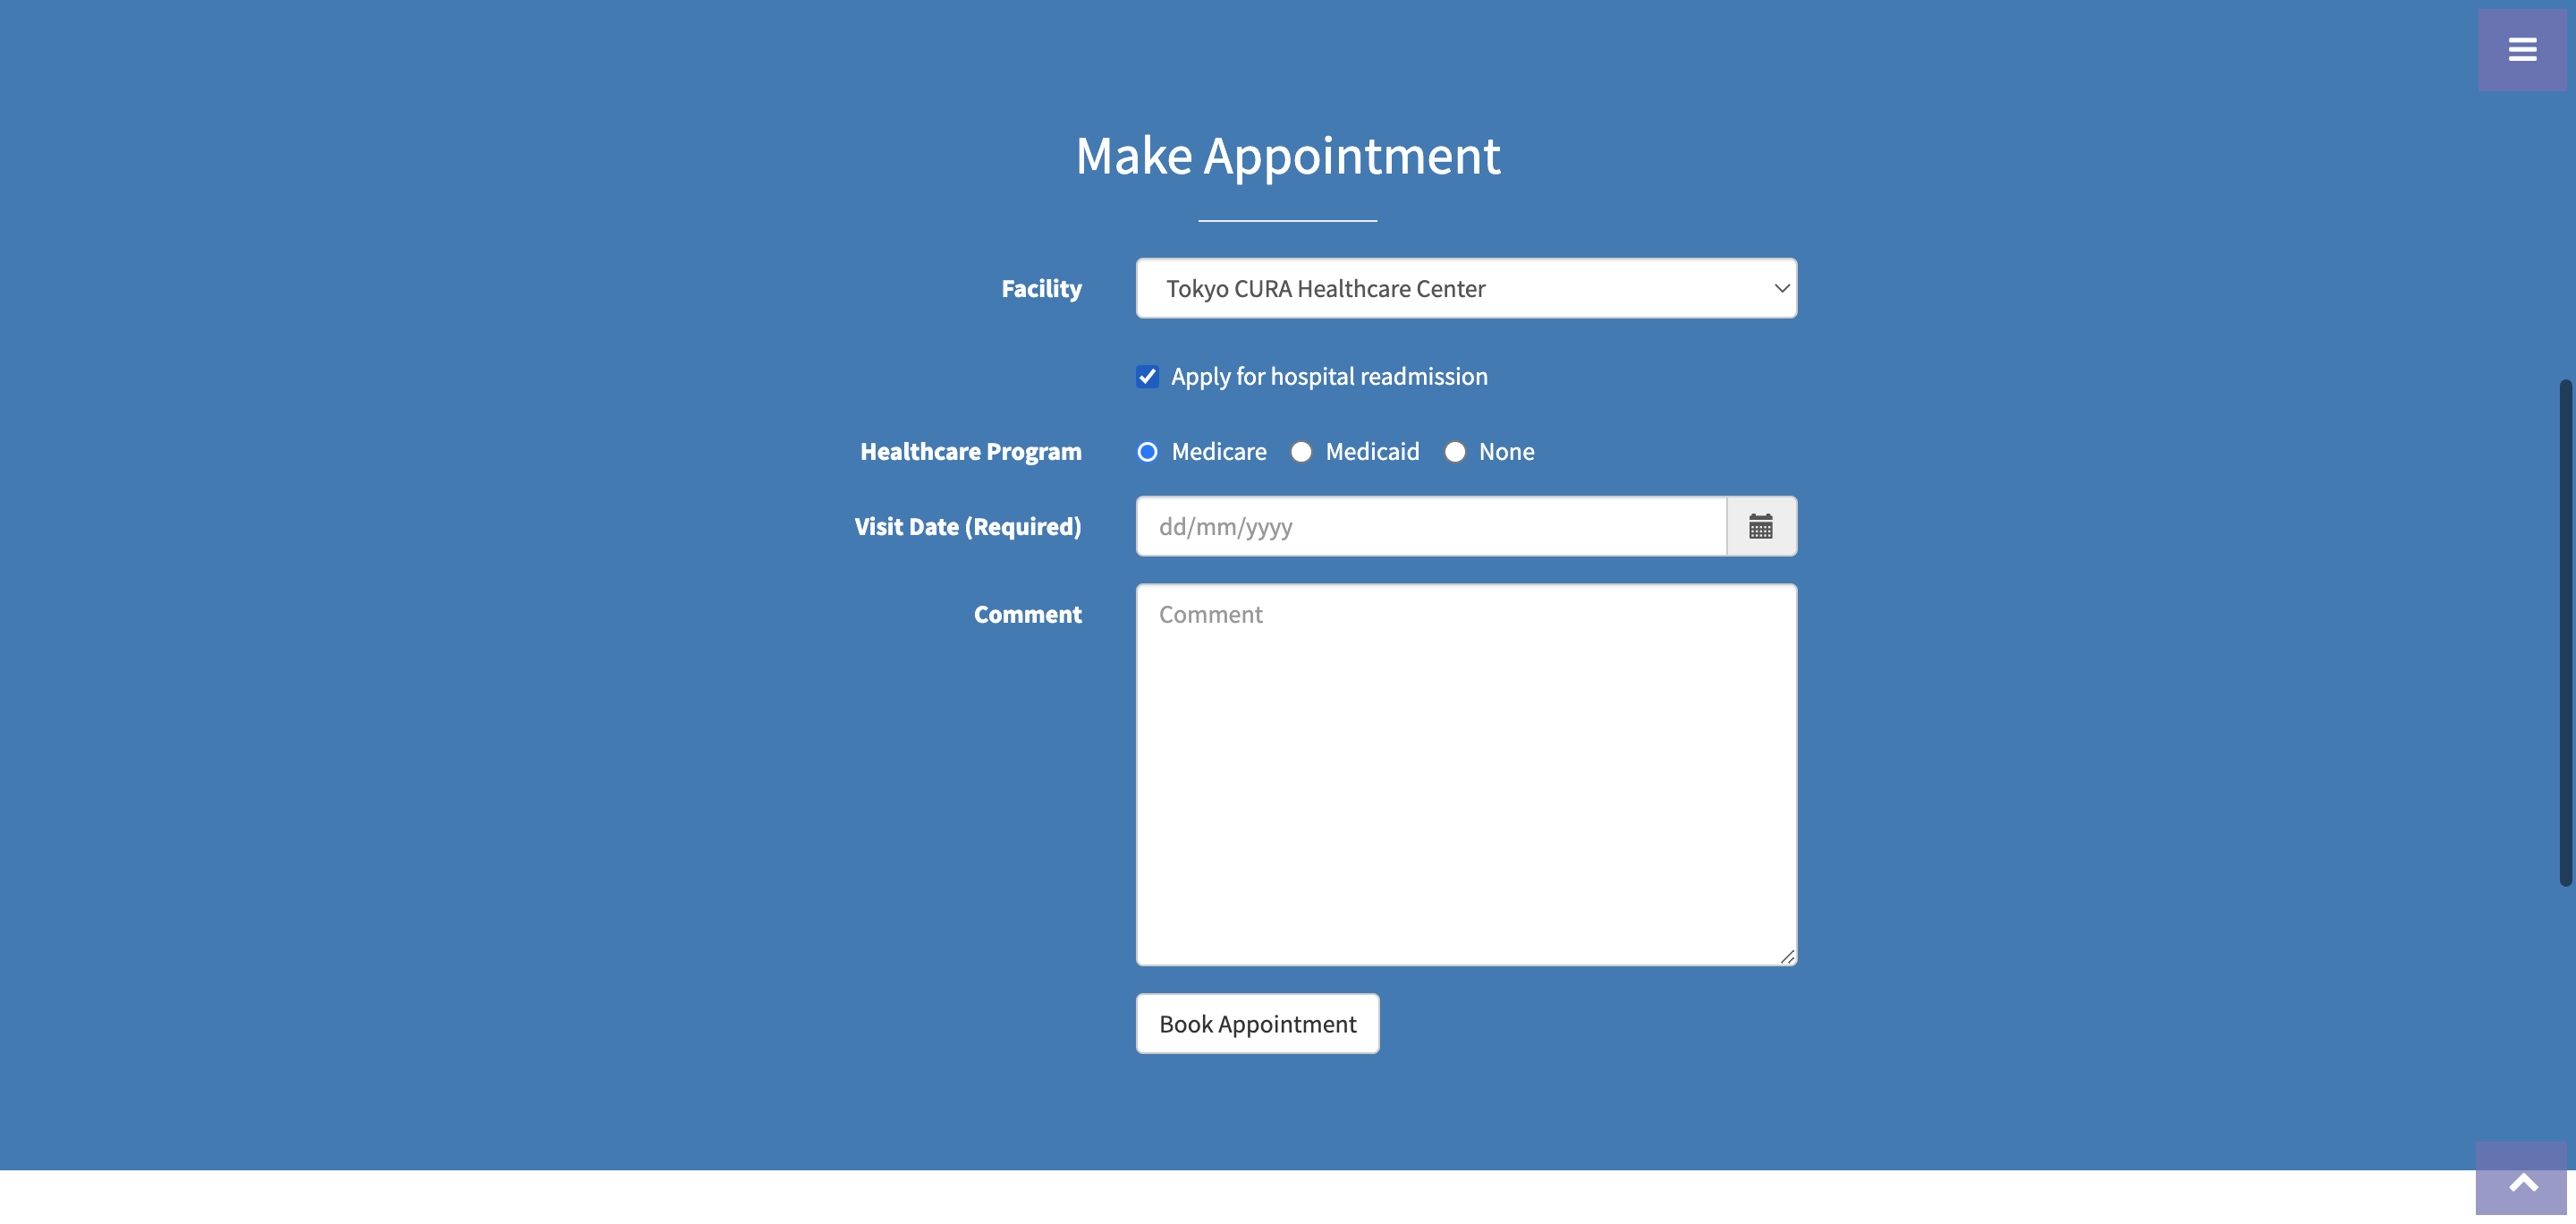 Make Appointment
Facility
Tokyo CURA Healthcare Center
Apply for hospital readmission
Healthcare Program
Medicare
Medicaid
None
Visit Date (Required)
dd/mm/yyyy
Comment
Comment
Book Appointment